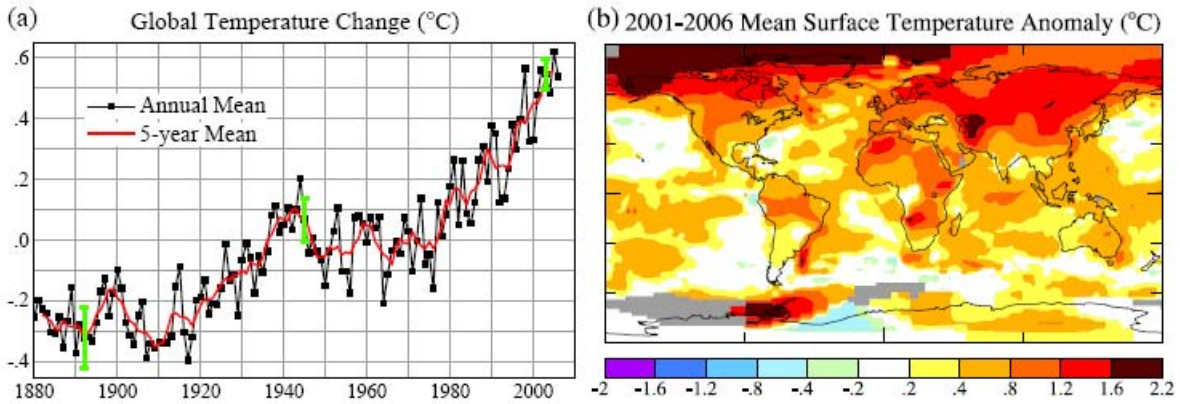 (a) Global Temperature Change (°C)
.6
.4
.2
.0
-.2
-.4
Annual Mean
5-year Mean
1880 1900 1920 1940 1960 1980 2000
(b) 2001-2006 Mean Surface Temperature Anomaly (°C)
-2 -1.6 -1.2 -.8 -.4 -.2 .2 .4 .8 1.2 1.6 2.2